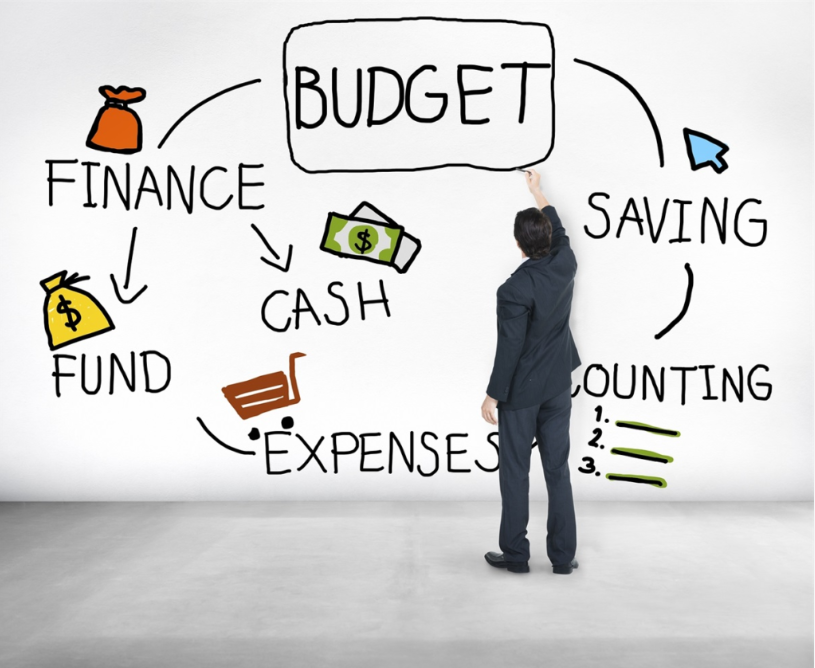 BUDGET
FINANCE
SAVING
$
CASH
$
FUND
OUNTING
EXPENSES
1.
2.
3.